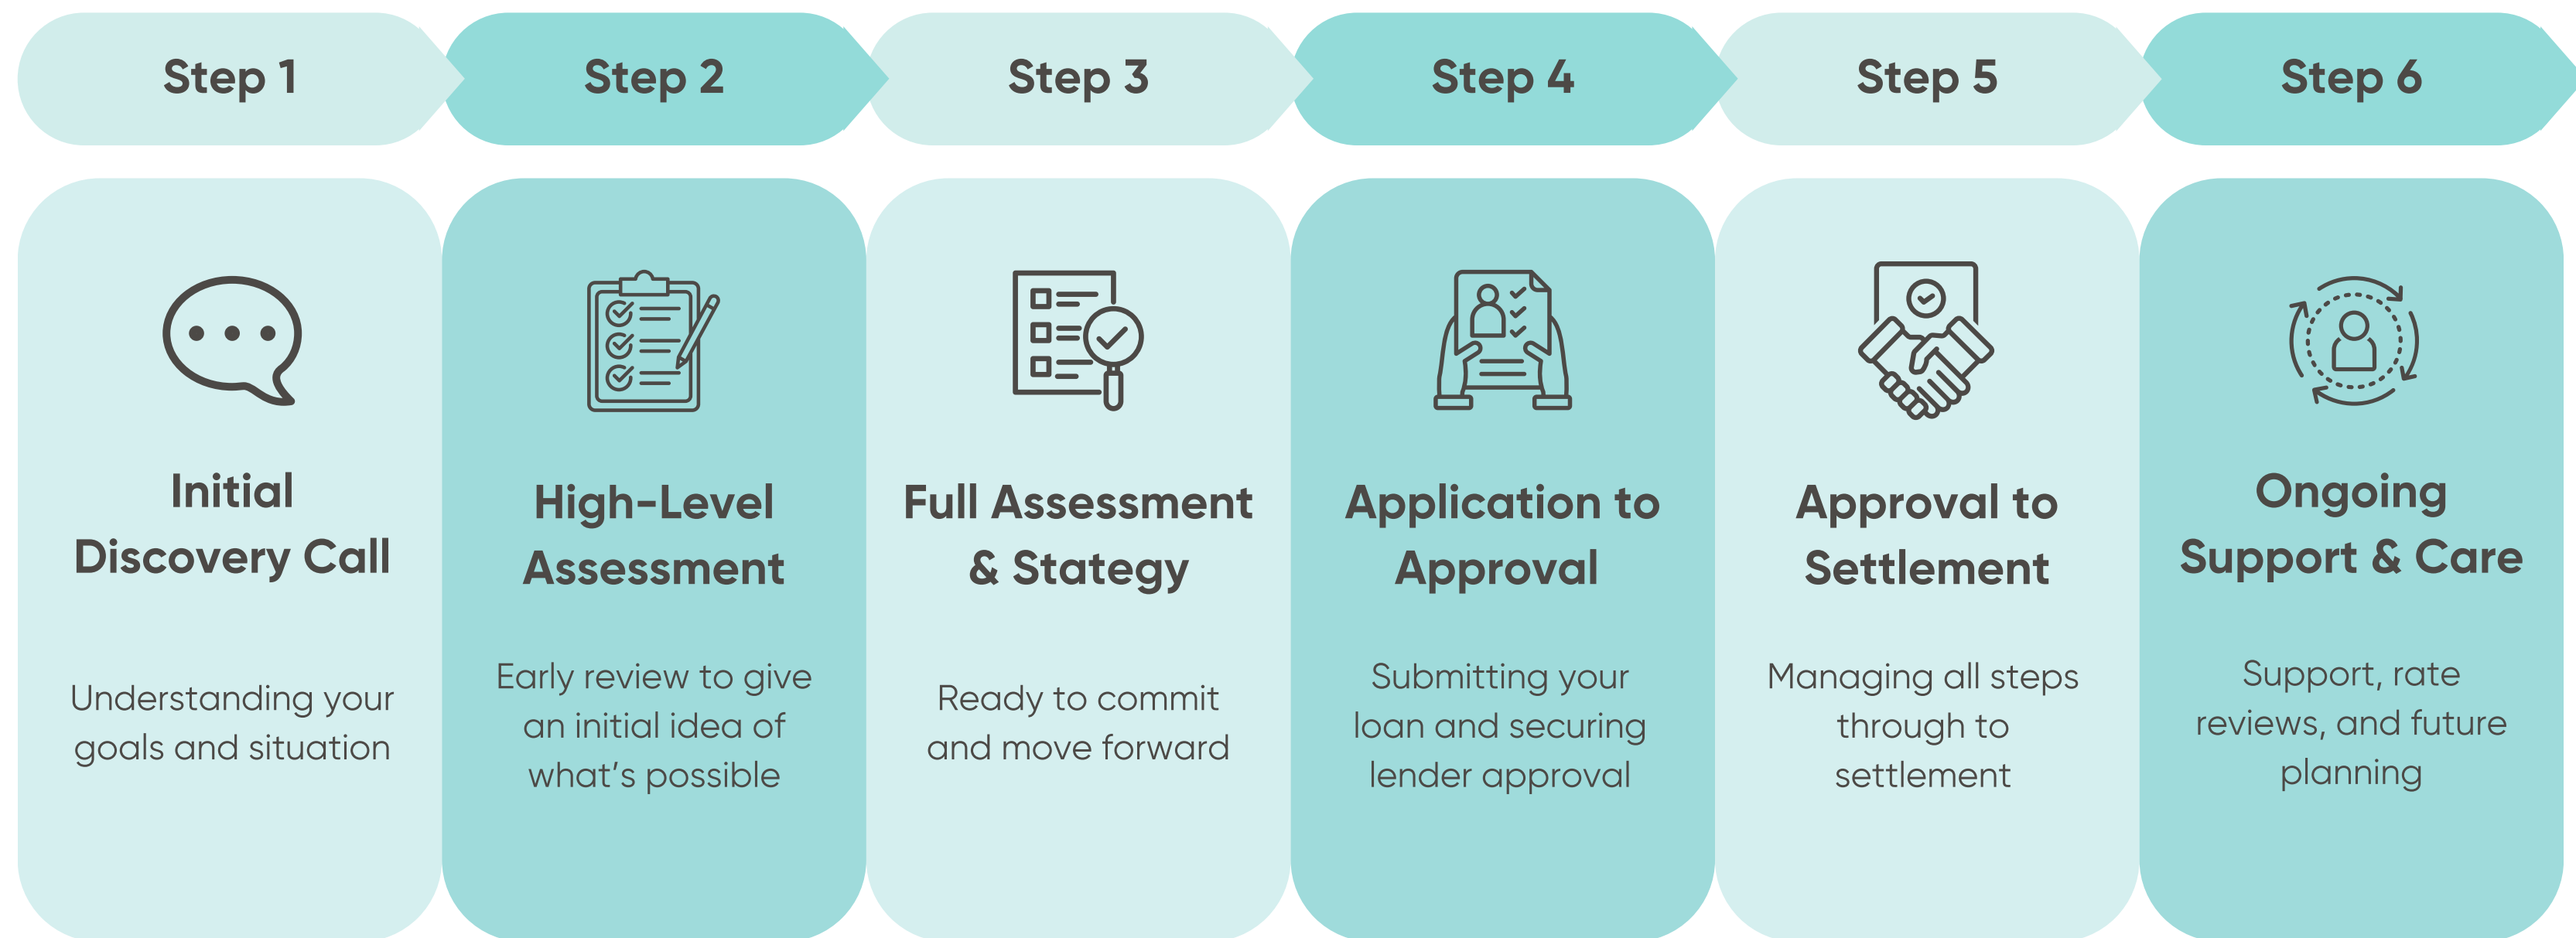 Step 1
Step 2
Step 3
Step 4
Step 5
Step 6
Initial
Discovery Call
Understanding your
goals and situation
High-Level
Assessment
Early review to give
an initial idea of
what's possible
Full Assessment
& Stategy
Ready to commit
and move forward
Application to
Approval
Submitting your
loan and securing
lender approval
Approval to
Settlement
Managing all steps
through to
settlement
Ongoing
Support & Care
Support, rate
reviews, and future
planning